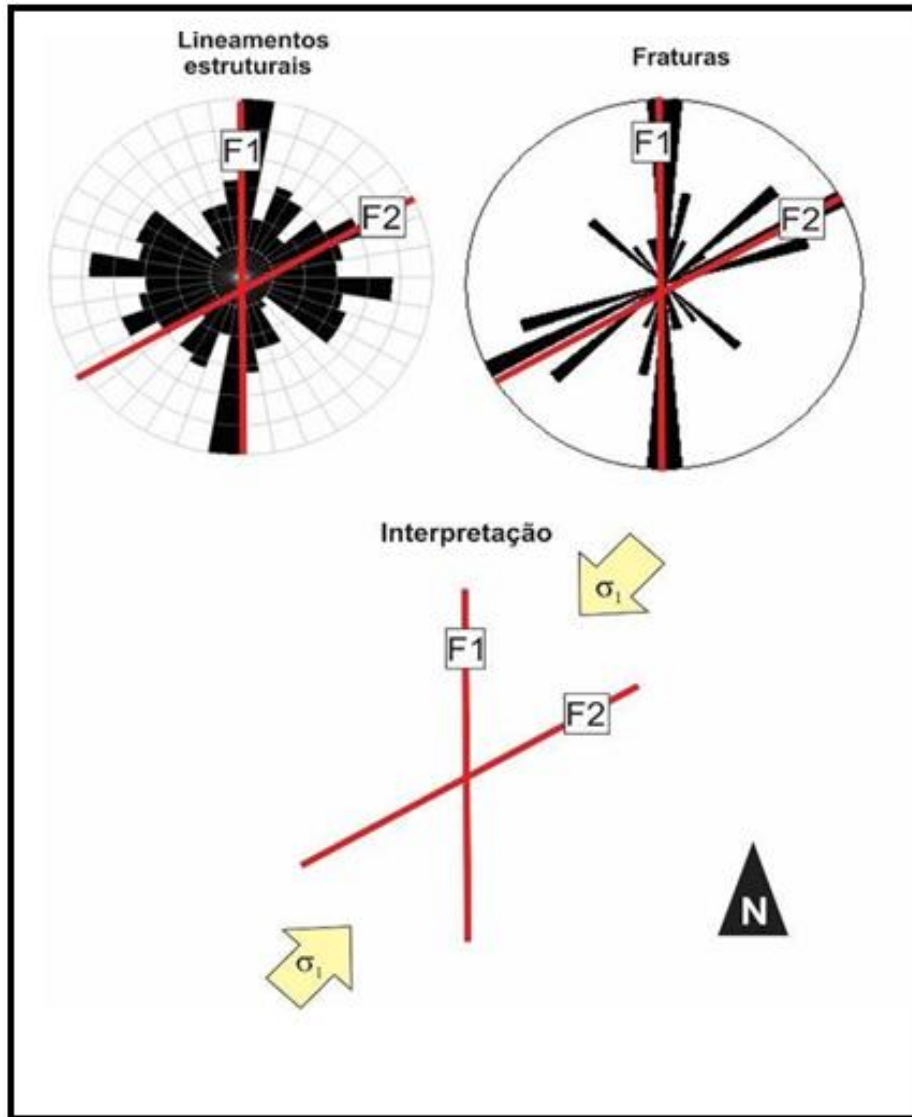 Lineamentos
estruturais
Fraturas
F1
F2
F1
F2
Interpretação
σ₁
F1
F2
N
σ₁